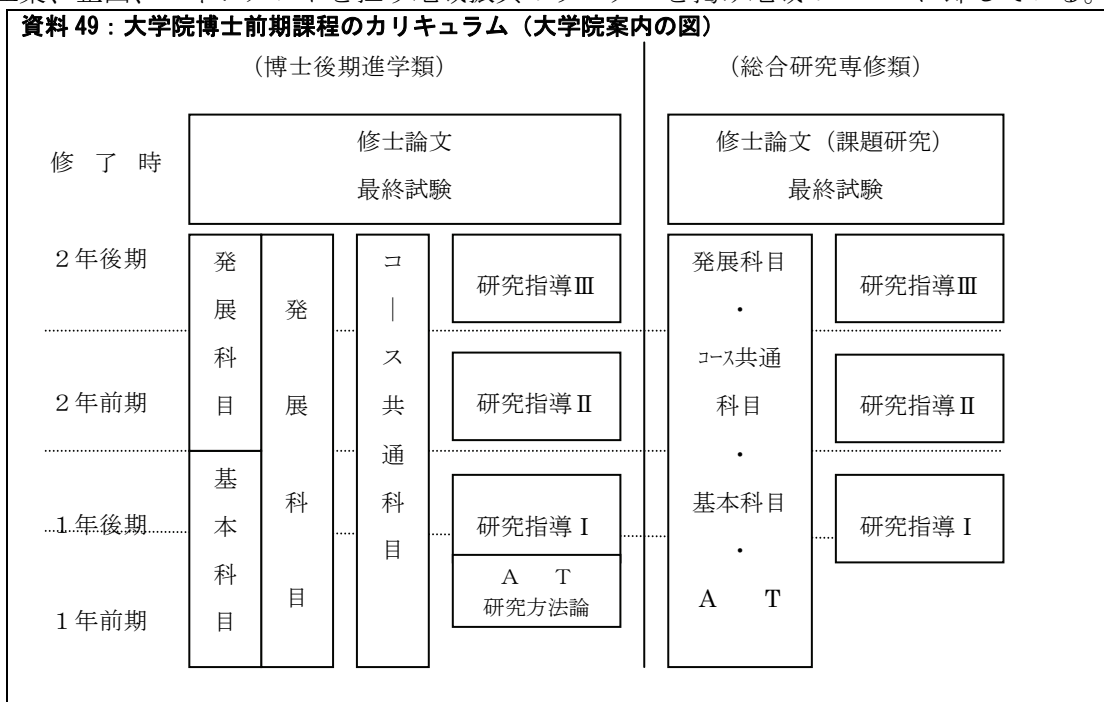 資料 49：大学院博士前期課程のカリキュラム（大学院案内の図）
（博士後期進学類）
（総合研究専修類）
修 了 時
修士論文
最終試験
修士論文（課題研究）
最終試験
2年後期
2年前期
1年後期
1年前期
発展科目
基本科目
発展科目
コース共通科目
研究指導Ⅲ
研究指導Ⅱ
研究指導Ⅰ
A T
研究方法論
発展科目
・
コース共通
科目
・
基本科目
・
A T
研究指導Ⅲ
研究指導Ⅱ
研究指導Ⅰ